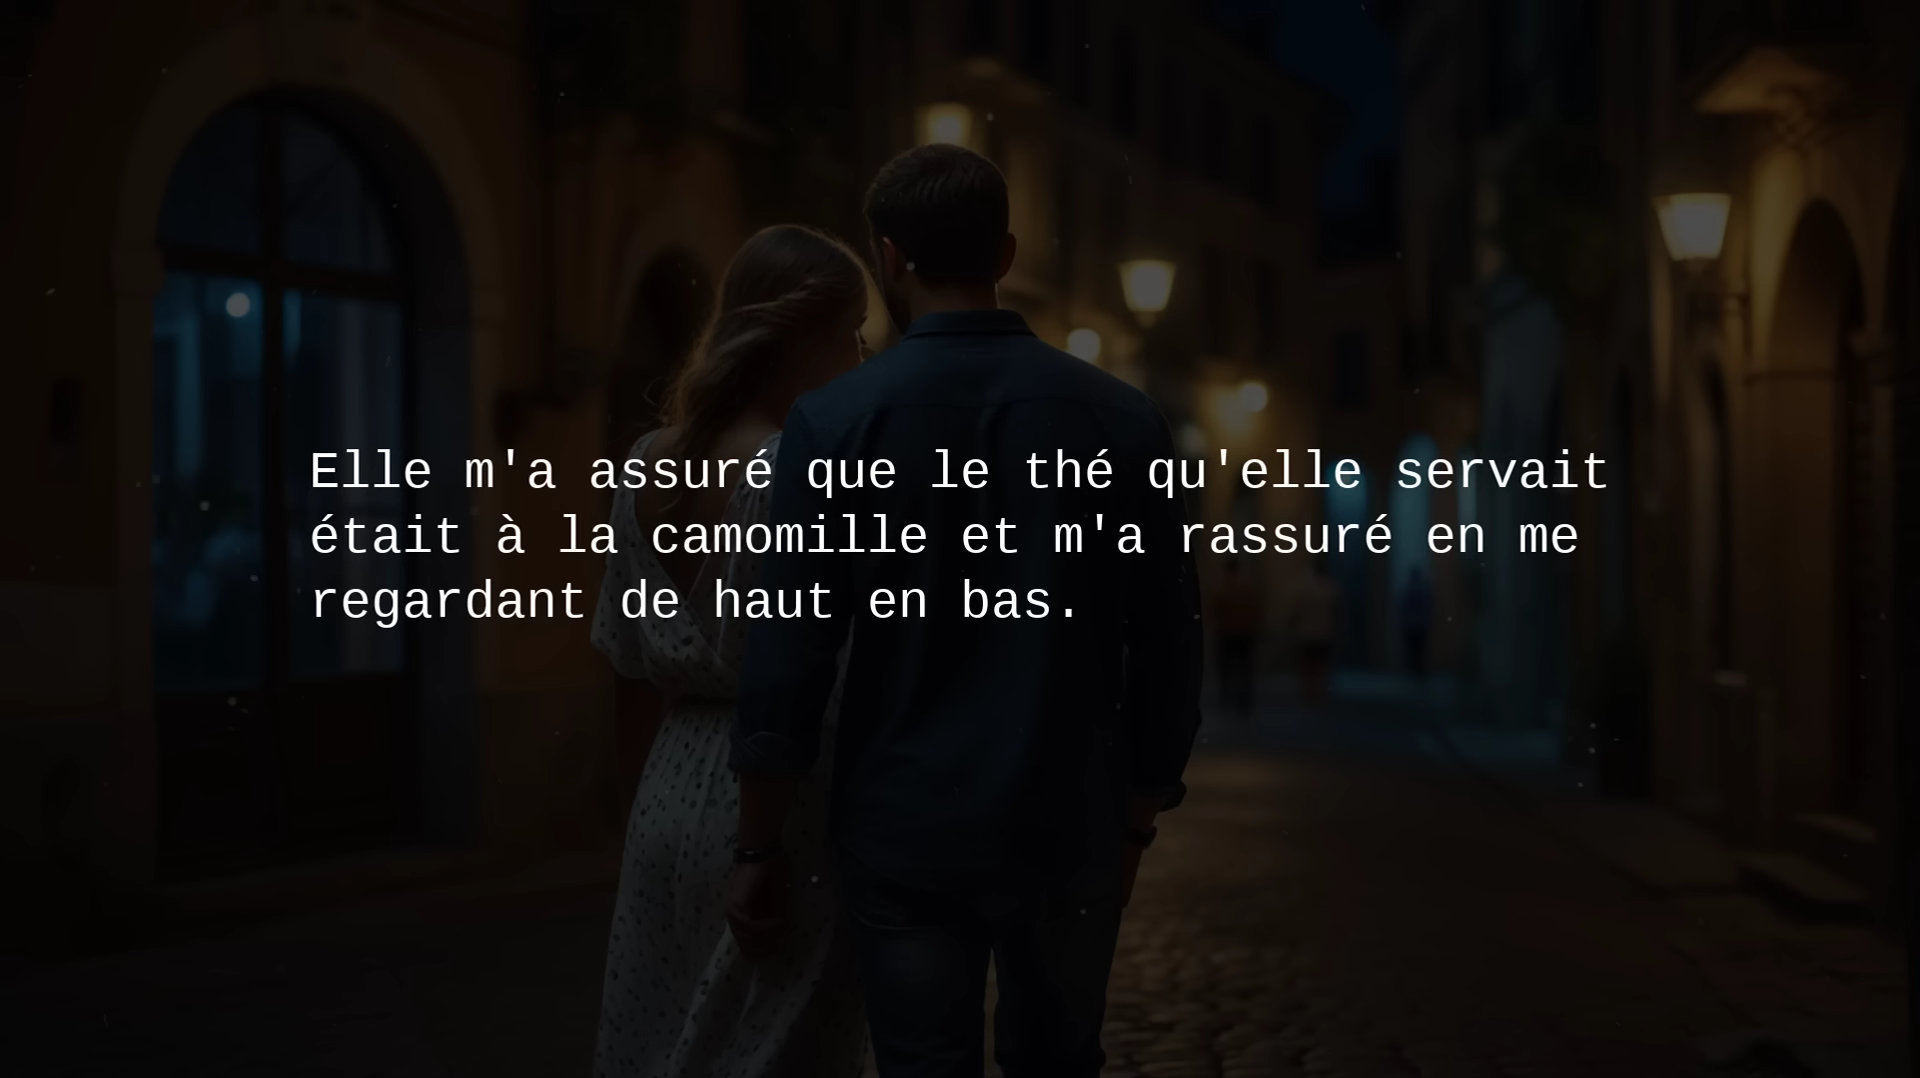 Elle m'a assuré que le thé qu'elle servait
était à la camomille et m'a rassuré en me
regardant de haut en bas.